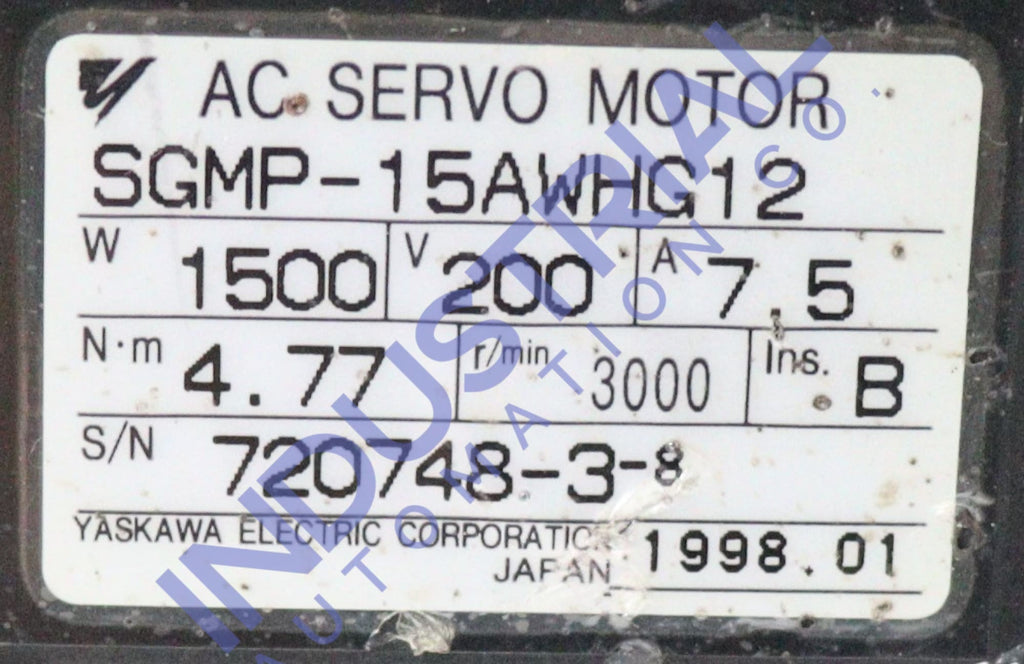 AC SERVO MOTOR
SGMP-15AWHG12
W 1500 V 200 A 7.5
N·m 4.77 r/min 3000 Ins. B
S/N 720748-3-8
YASKAWA ELECTRIC CORPORATION
JAPAN 1998.01
INDUSTRIAL
AUTOMATION CO.